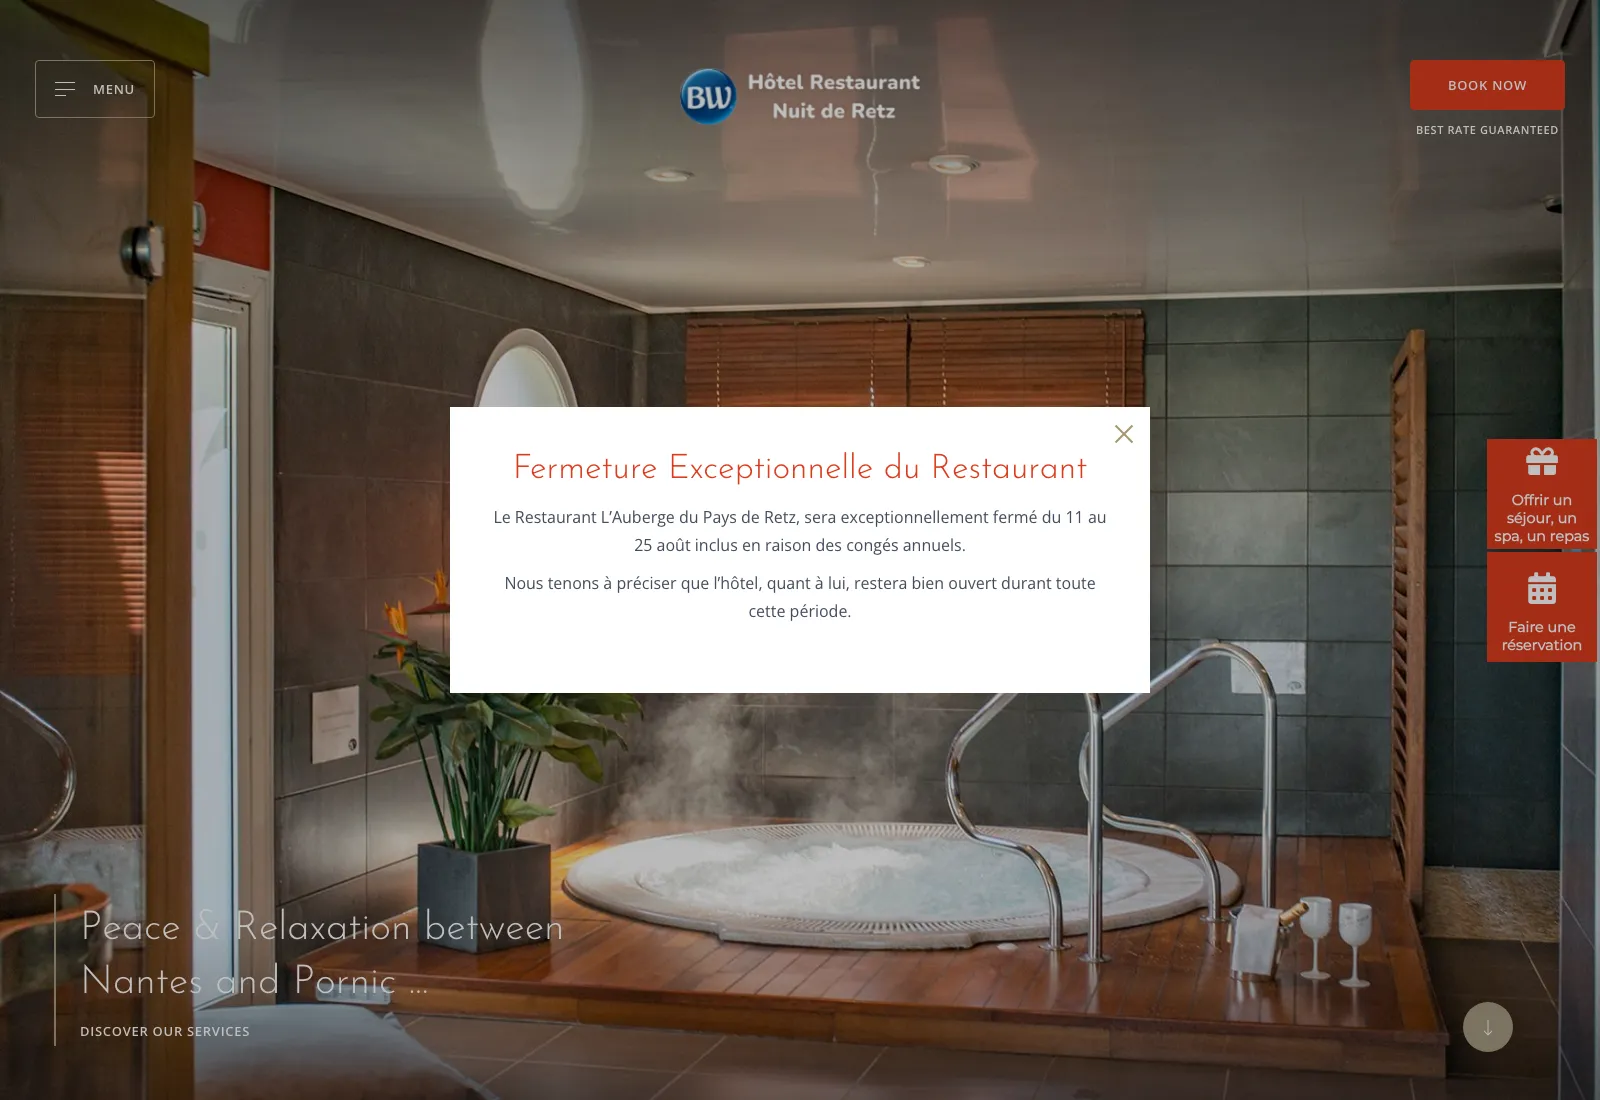 MENU
BW
Hôtel Restaurant
Nuit de Retz
BOOK NOW
BEST RATE GUARANTEED
Fermeture Exceptionnelle du Restaurant
Le Restaurant L’Auberge du Pays de Retz, sera exceptionnellement fermé du 11 au
25 août inclus en raison des congés annuels.
Nous tenons à préciser que l’hôtel, quant à lui, restera bien ouvert durant toute
cette période.
Offrir un
séjour, un
spa, un repas
Faire une
réservation
Peace & Relaxation between
Nantes and Pornic ...
DISCOVER OUR SERVICES